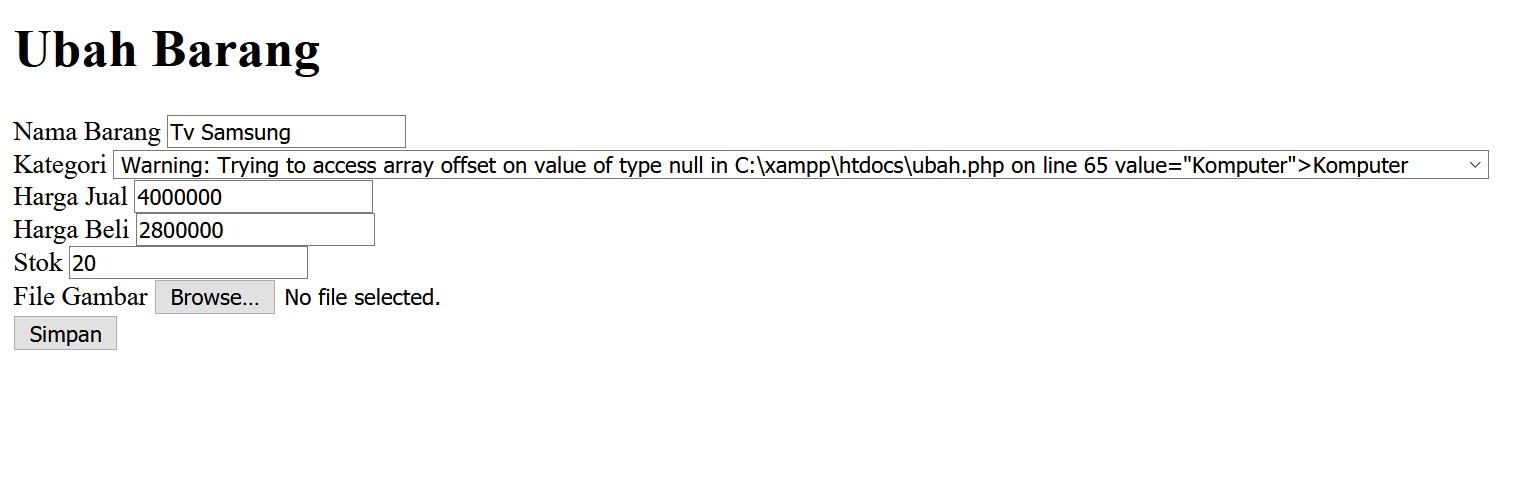 Ubah Barang
Nama Barang Tv Samsung
Kategori Warning: Trying to access array offset on value of type null in C:\xampp\htdocs\ubah.php on line 65 value="Komputer">Komputer
Harga Jual 4000000
Harga Beli 2800000
Stok 20
File Gambar Browse... No file selected.
Simpan